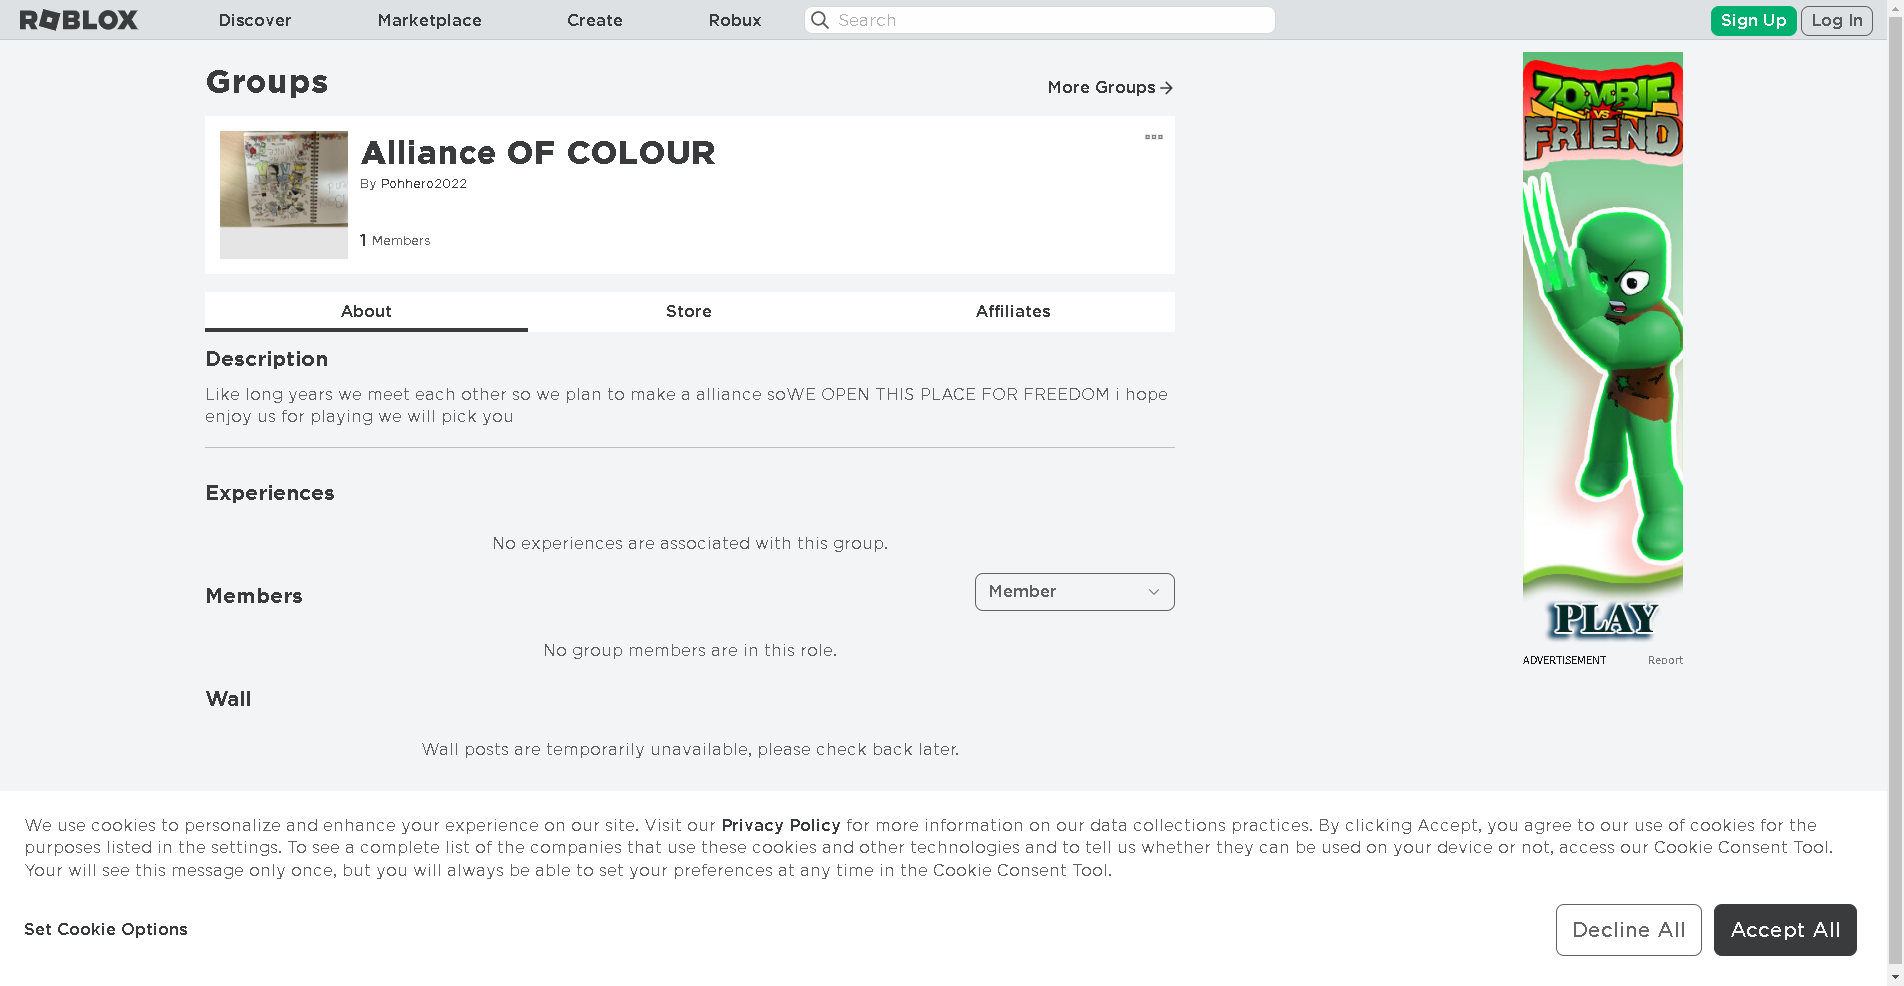 ROBLOX Discover Marketplace Create Robux Search Sign Up Log In
Groups
More Groups
Alliance OF COLOUR
By Pohhero2022
1 Members
About Store Affiliates
Description
Like long years we meet each other so we plan to make a alliance soWE OPEN THIS PLACE FOR FREEDOM i hope
enjoy us for playing we will pick you
Experiences
No experiences are associated with this group.
Members
Member
No group members are in this role.
Wall
Wall posts are temporarily unavailable, please check back later.
ZOMBIE
VS
FRIEND
PLAY
ADVERTISEMENT Report
We use cookies to personalize and enhance your experience on our site. Visit our Privacy Policy for more information on our data collections practices. By clicking Accept, you agree to our use of cookies for the
purposes listed in the settings. To see a complete list of the companies that use these cookies and other technologies and to tell us whether they can be used on your device or not, access our Cookie Consent Tool.
Your will see this message only once, but you will always be able to set your preferences at any time in the Cookie Consent Tool.
Set Cookie Options
Decline All Accept All